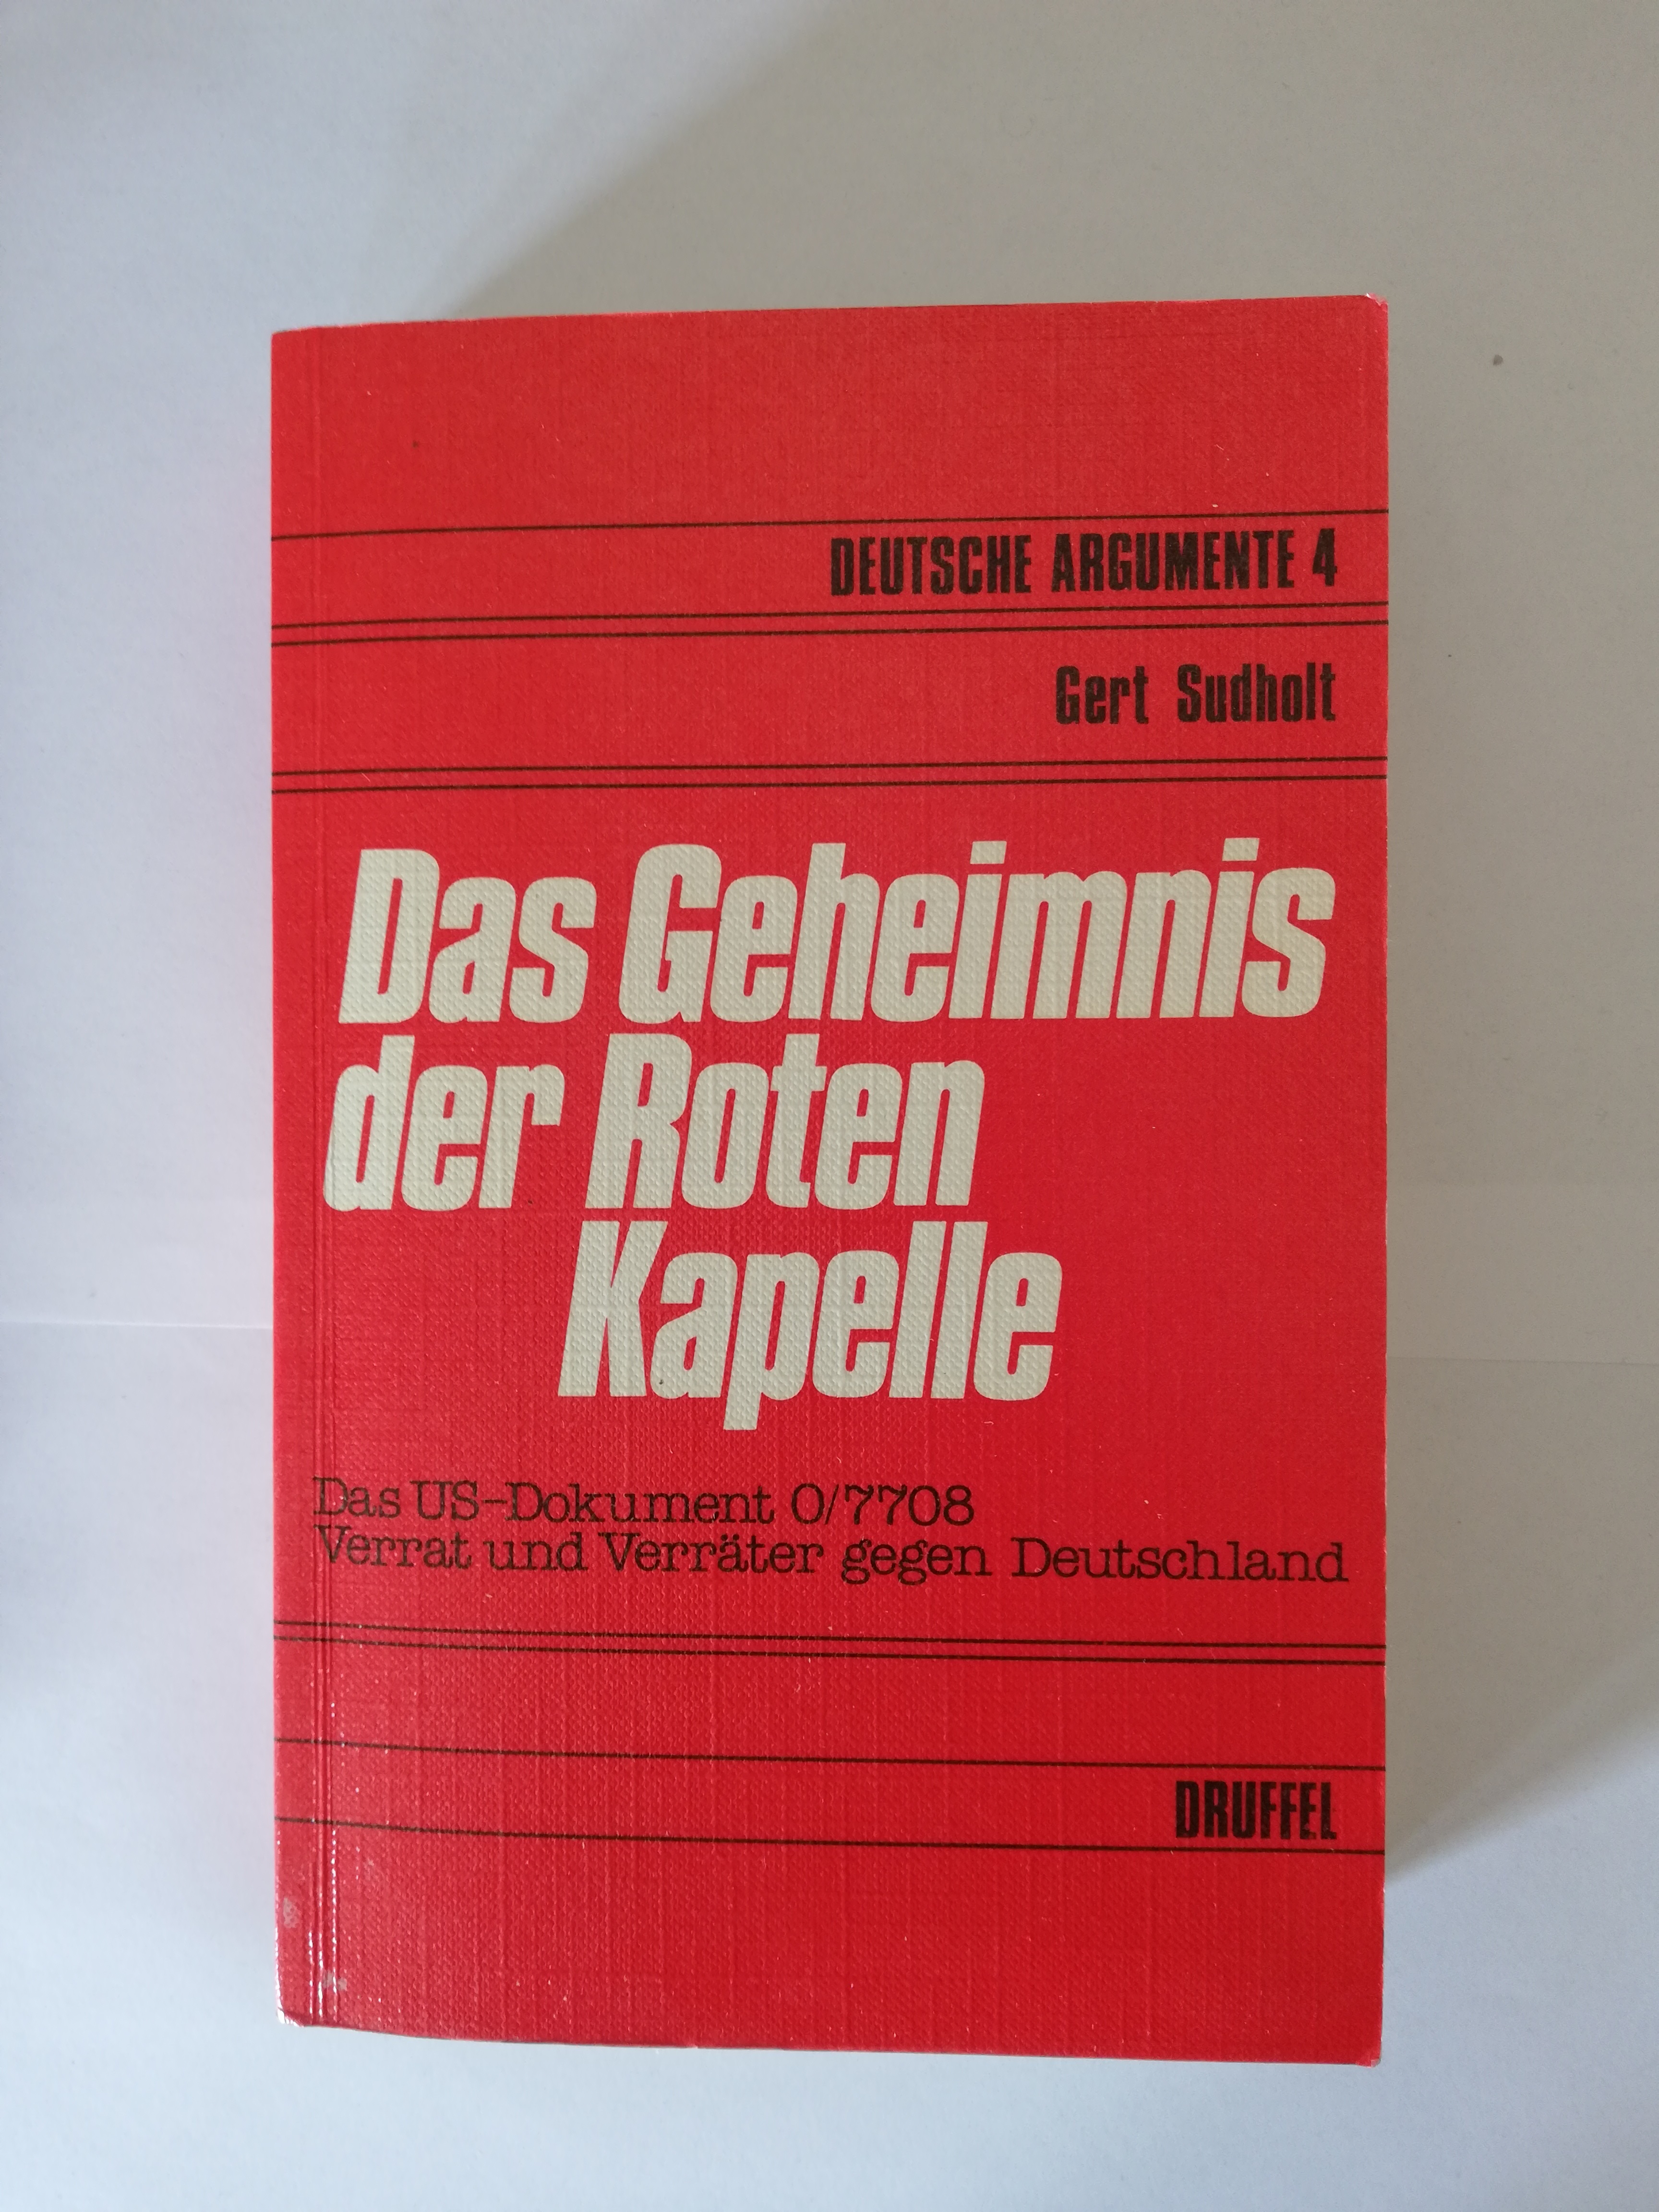 DEUTSCHE ARGUMENTE 4
Gert Sudholt
Das Geheimnis
der Roten
Kapelle
Das US-Dokument 0/7708
Verrat und Verräter gegen Deutschland
DRUFFEL